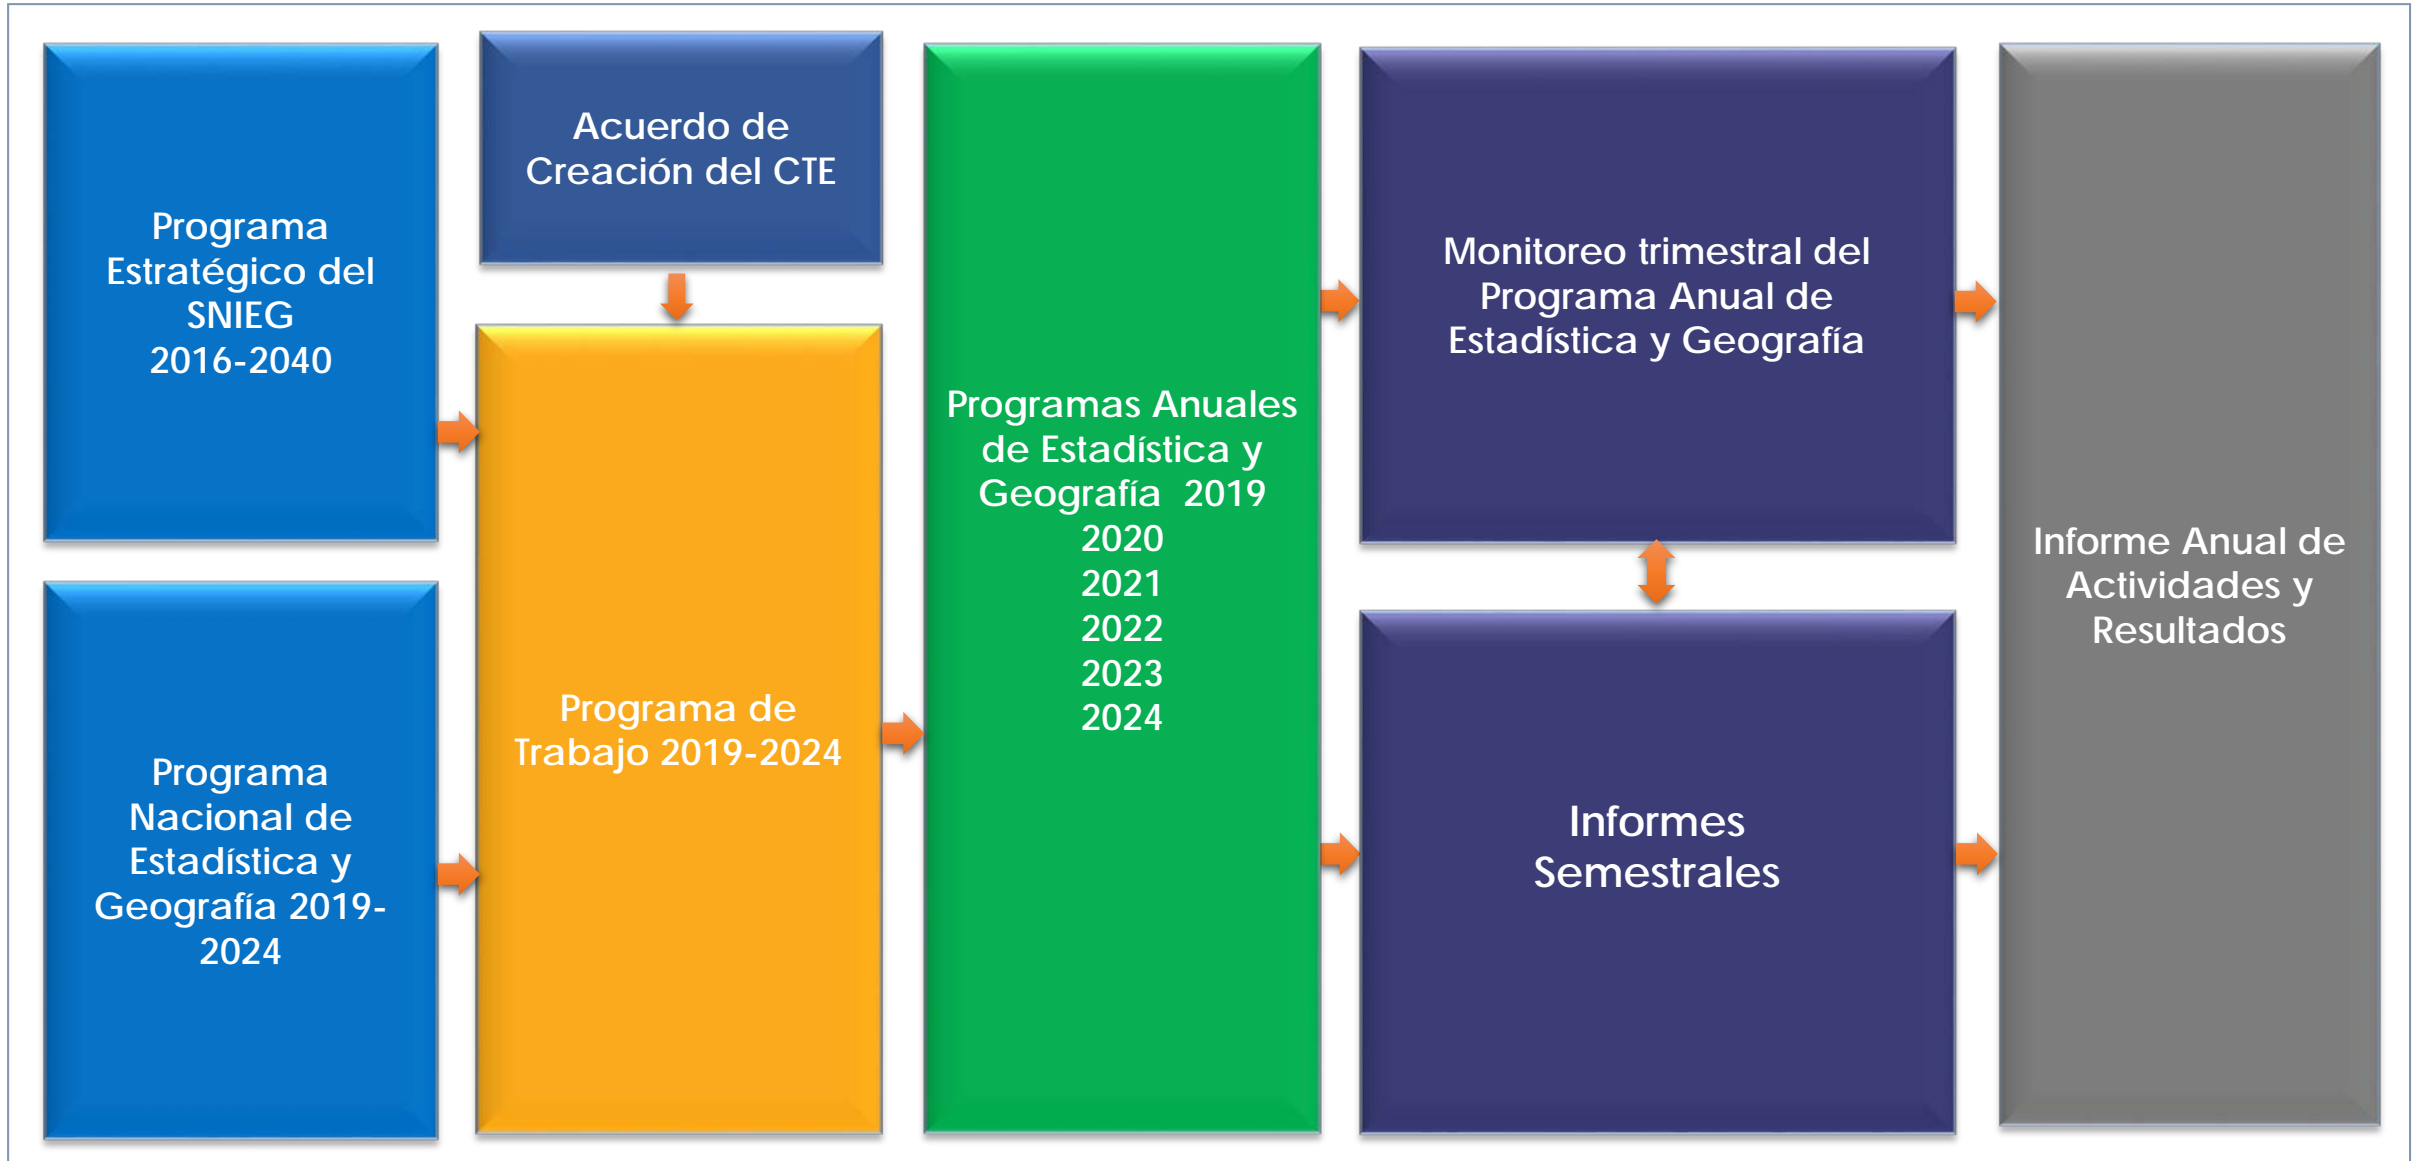 Programa
Estratégico del
SNIEG
2016-2040
Programa
Nacional de
Estadística y
Geografía 2019-
2024
Acuerdo de
Creación del CTE
Programa de
Trabajo 2019-2024
Programas Anuales
de Estadística y
Geografía 2019
2020
2021
2022
2023
2024
Monitoreo trimestral del
Programa Anual de
Estadística y Geografía
Informes
Semestrales
Informe Anual de
Actividades y
Resultados